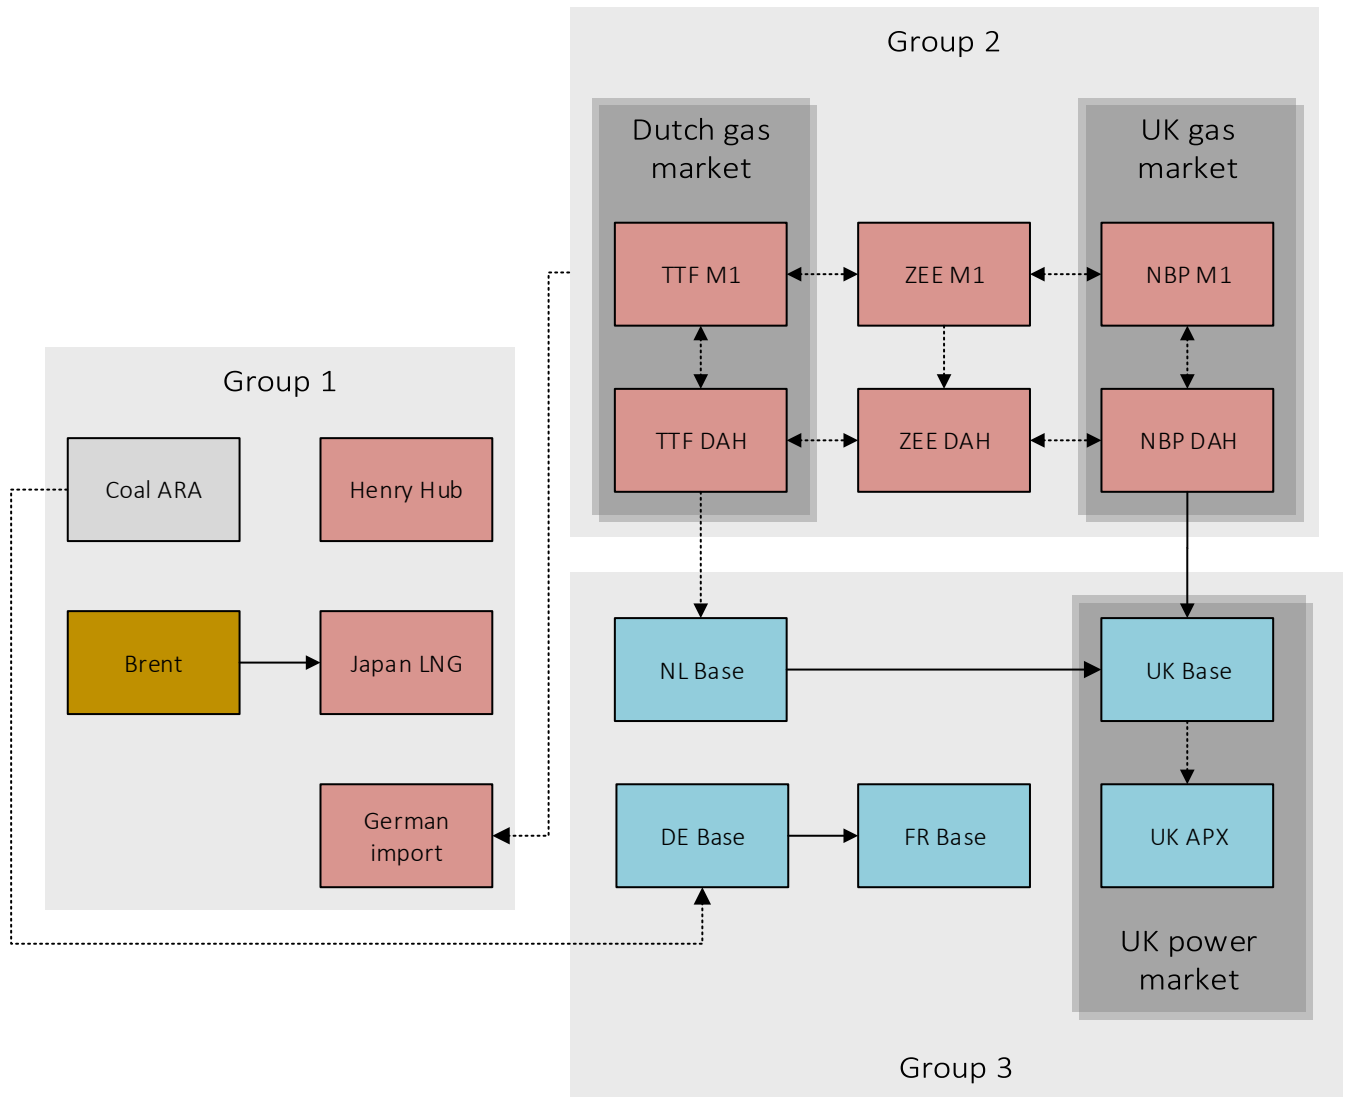 Group 2
Dutch gas
market
UK gas
market
TTF M1
ZEE M1
NBP M1
TTF DAH
ZEE DAH
NBP DAH
Group 1
Coal ARA
Henry Hub
Brent
Japan LNG
German
import
NL Base
UK Base
DE Base
FR Base
UK APX
UK power
market
Group 3